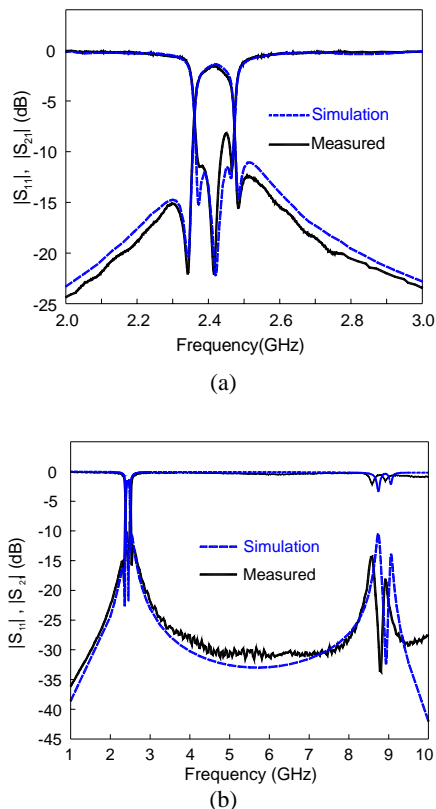 0
-5
-10
-15
-20
-25
|S11|, |S21| (dB)
Simulation
Measured
2.0 2.2 2.4 2.6 2.8 3.0
Frequency(GHz)
(a)
0
-5
-10
-15
-20
-25
-30
-35
-40
-45
|S11|, |S2| (dB)
Simulation
Measured
1 2 3 4 5 6 7 8 9 10
Frequency (GHz)
(b)